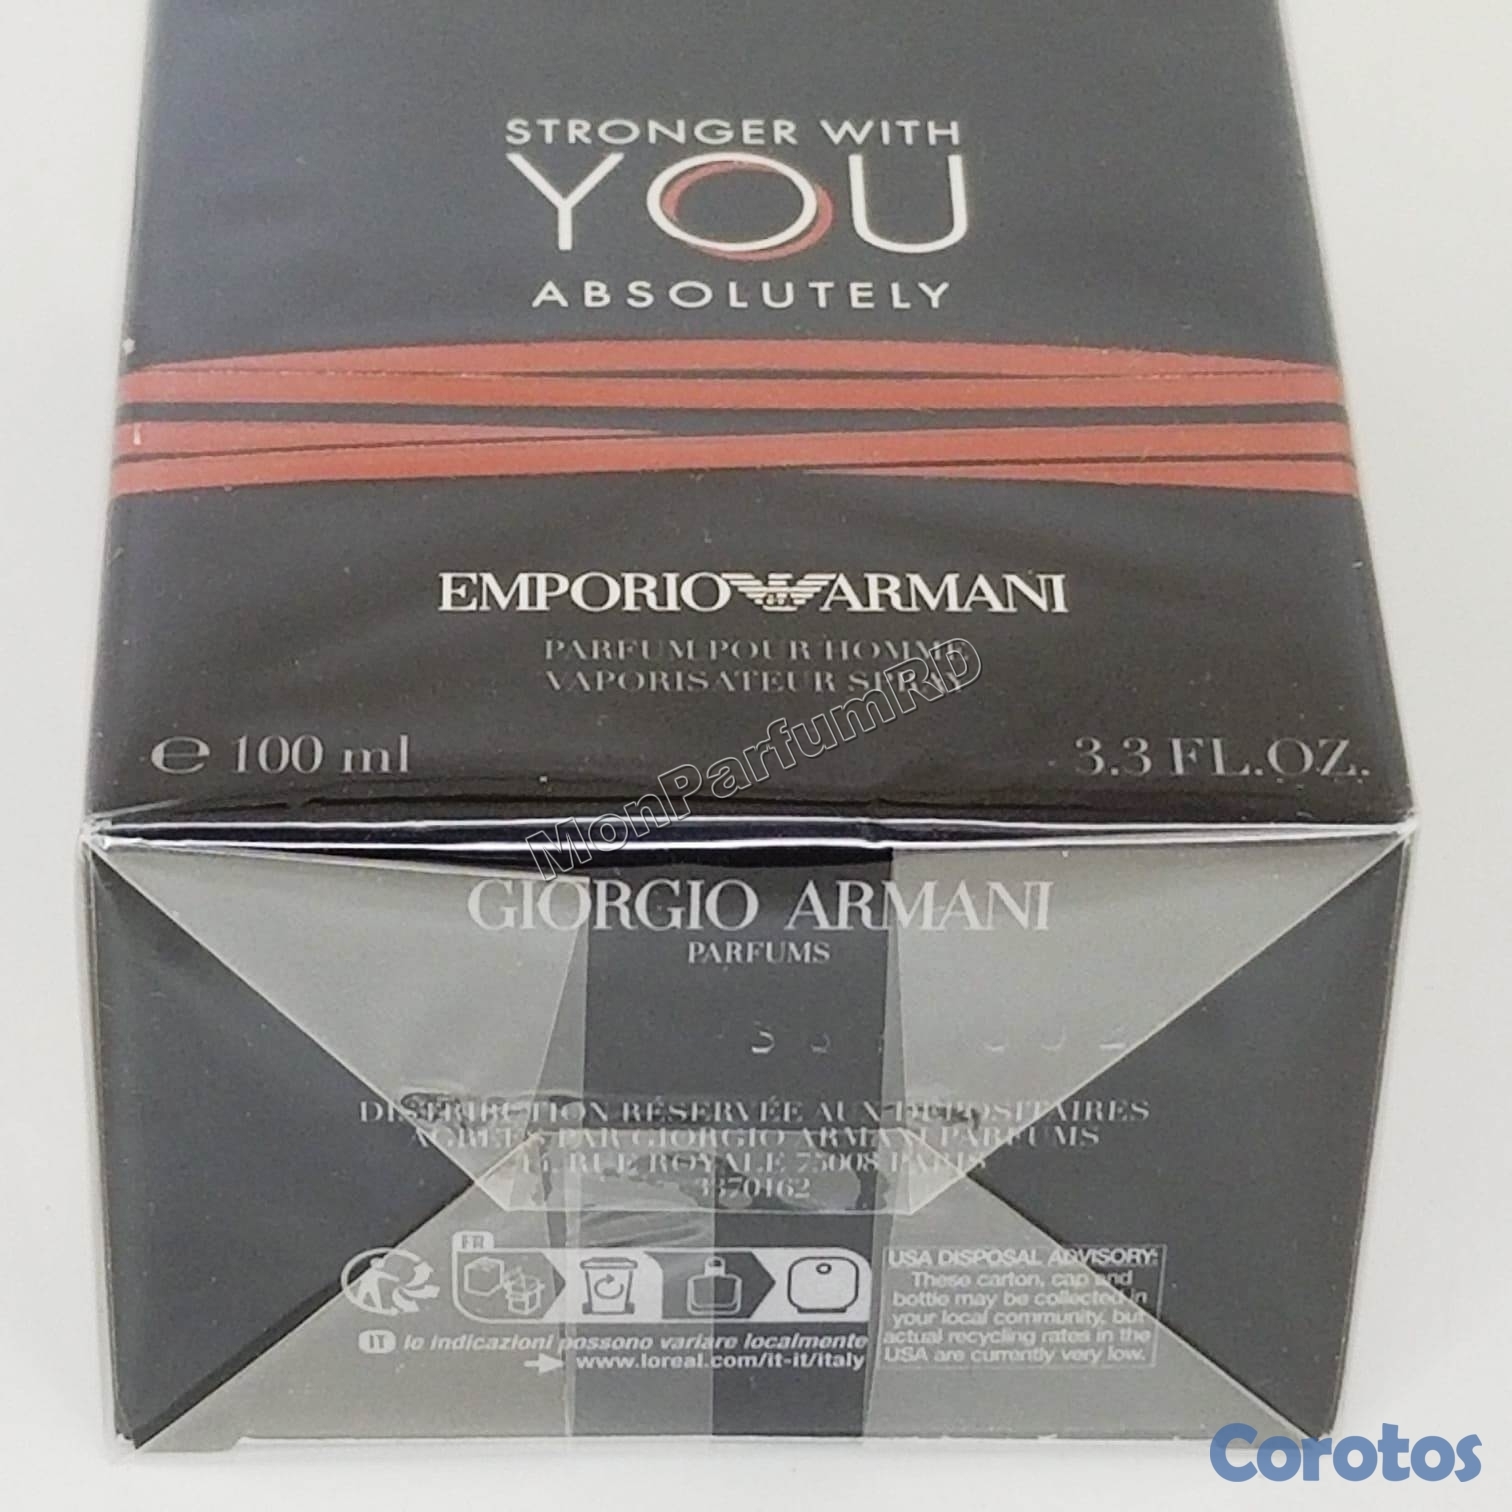 STRONGER WITH
YOU
ABSOLUTELY
EMPORIO ARMANI
PARFUM POUR HOMME
VAPORISATEUR SPRAY
MonParfumRD
e 100 ml
3.3 FL.OZ.
GIORGIO ARMANI
PARFUMS
DISTRIBUTION RÉSERVÉE AUX DÉPOSITAIRES
AGRÉÉS PAR GIORGIO ARMANI PARFUMS
14, RUE ROYALE 75008 PARIS
3370462
FR
IT le indicazioni possono variare localmente
www.loreal.com/it-it/italy
USA DISPOSAL ADVISORY:
These carton, cap and
bottle may be collected in
your local community, but
actual recycling rates in the
USA are currently very low.
Corotos